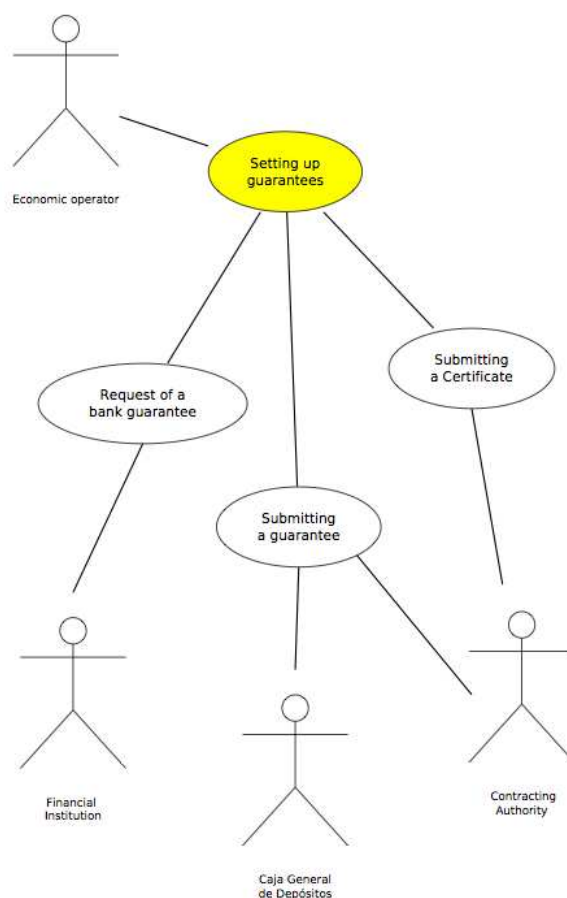 Economic operator
Setting up
guarantees
Submitting
a Certificate
Request of a
bank guarantee
Submitting
a guarantee
Financial
Institution
Contracting
Authority
Caja General
de Depósitos